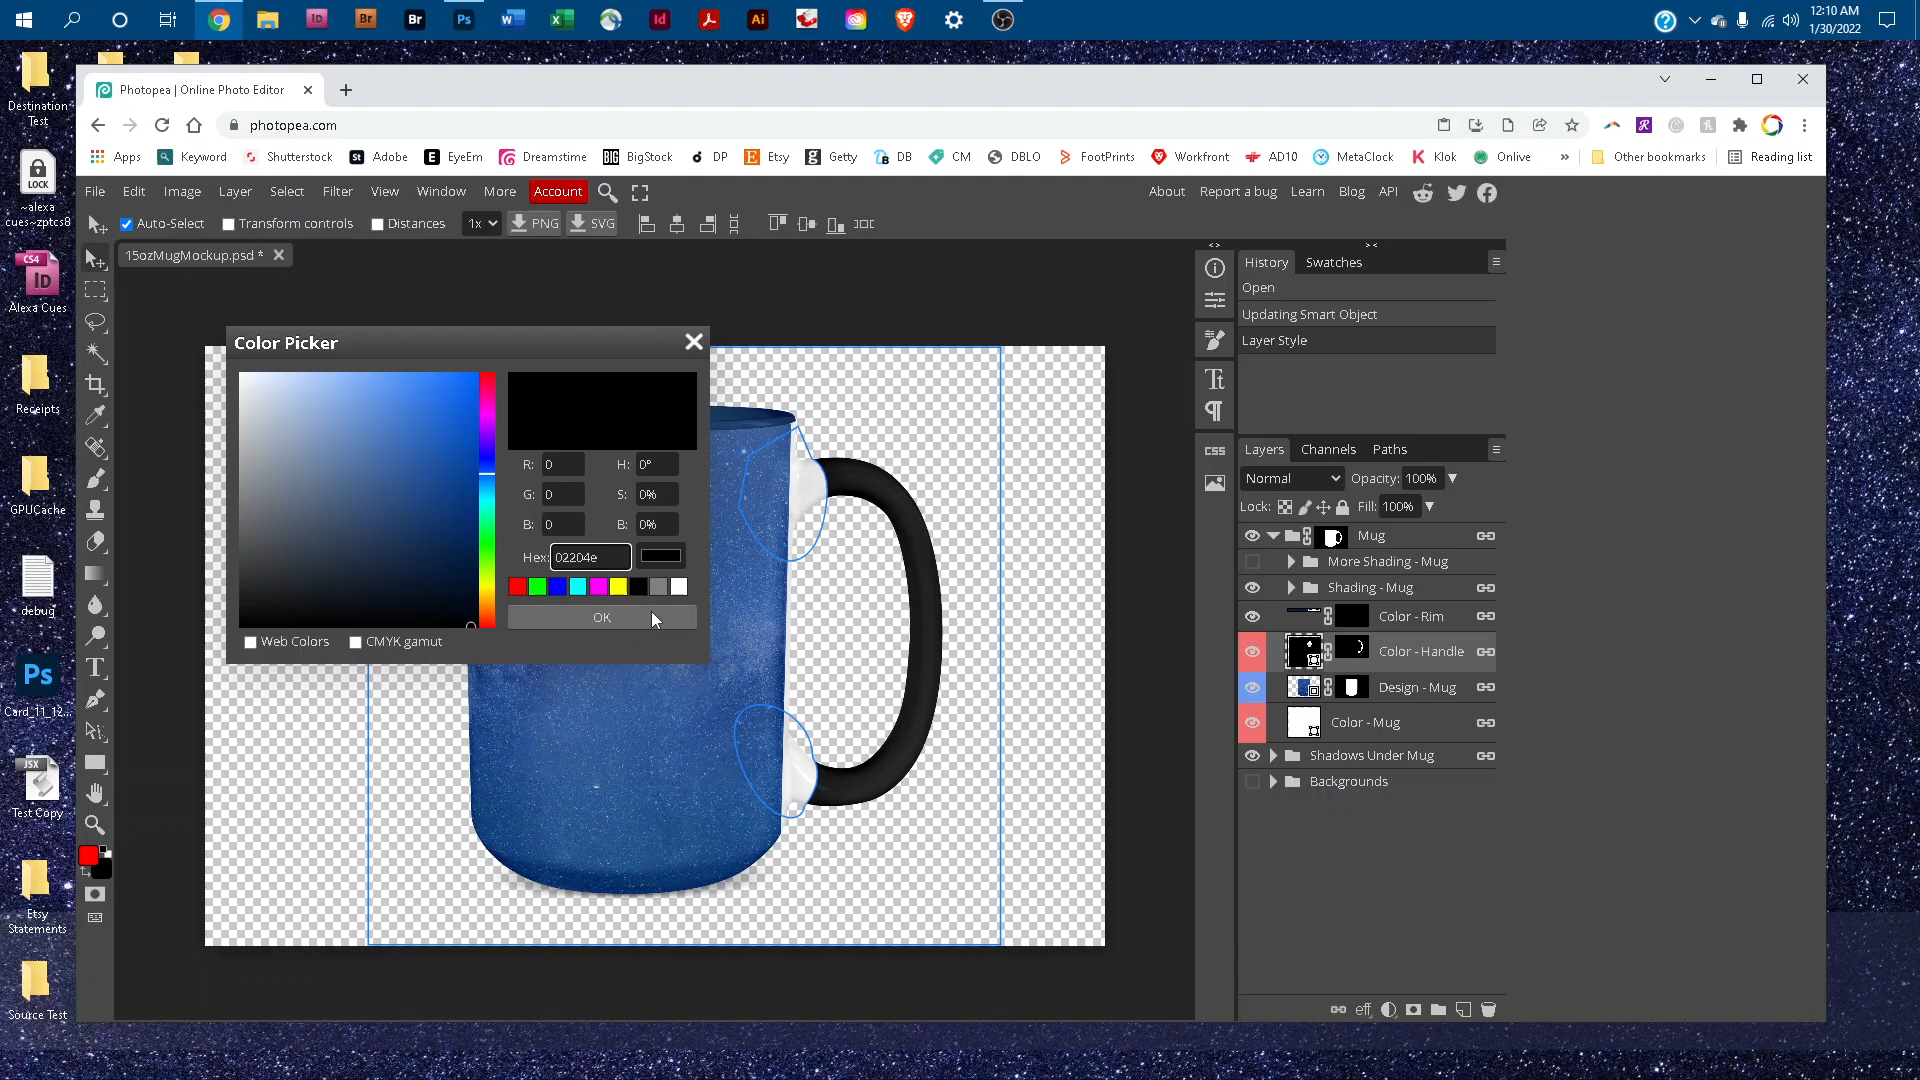 12:10 AM
1/30/2022
Photopea | Online Photo Editor
photopea.com
Apps Keyword Shutterstock Adobe EyeEm Dreamstime BigStock DP Etsy Getty DB CM DBLO FootPrints Workfront AD10 MetaClock Klok Onlive » Other bookmarks Reading list
File Edit Image Layer Select Filter View Window More Account About Report a bug Learn Blog API
Auto-Select Transform controls Distances 1x PNG SVG
15ozMugMockup.psd *
Color Picker
R: 0 H: 0°
G: 0 S: 0%
B: 0 B: 0%
Hex: 02204e
OK
Web Colors CMYK gamut
History Swatches
Open
Updating Smart Object
Layer Style
CSS
Layers Channels Paths
Normal Opacity: 100%
Lock: Fill: 100%
Mug
More Shading - Mug
Shading - Mug
Color - Rim
Color - Handle
Design - Mug
Color - Mug
Shadows Under Mug
Backgrounds
eff
Destination
Test
LOCK
~alexa
cues~zptcs8
CS4
Id
Alexa Cues
Receipts
GPUCache
debug
Ps
Card_11_12...
JSX
Test Copy
Etsy
Statements
Source Test